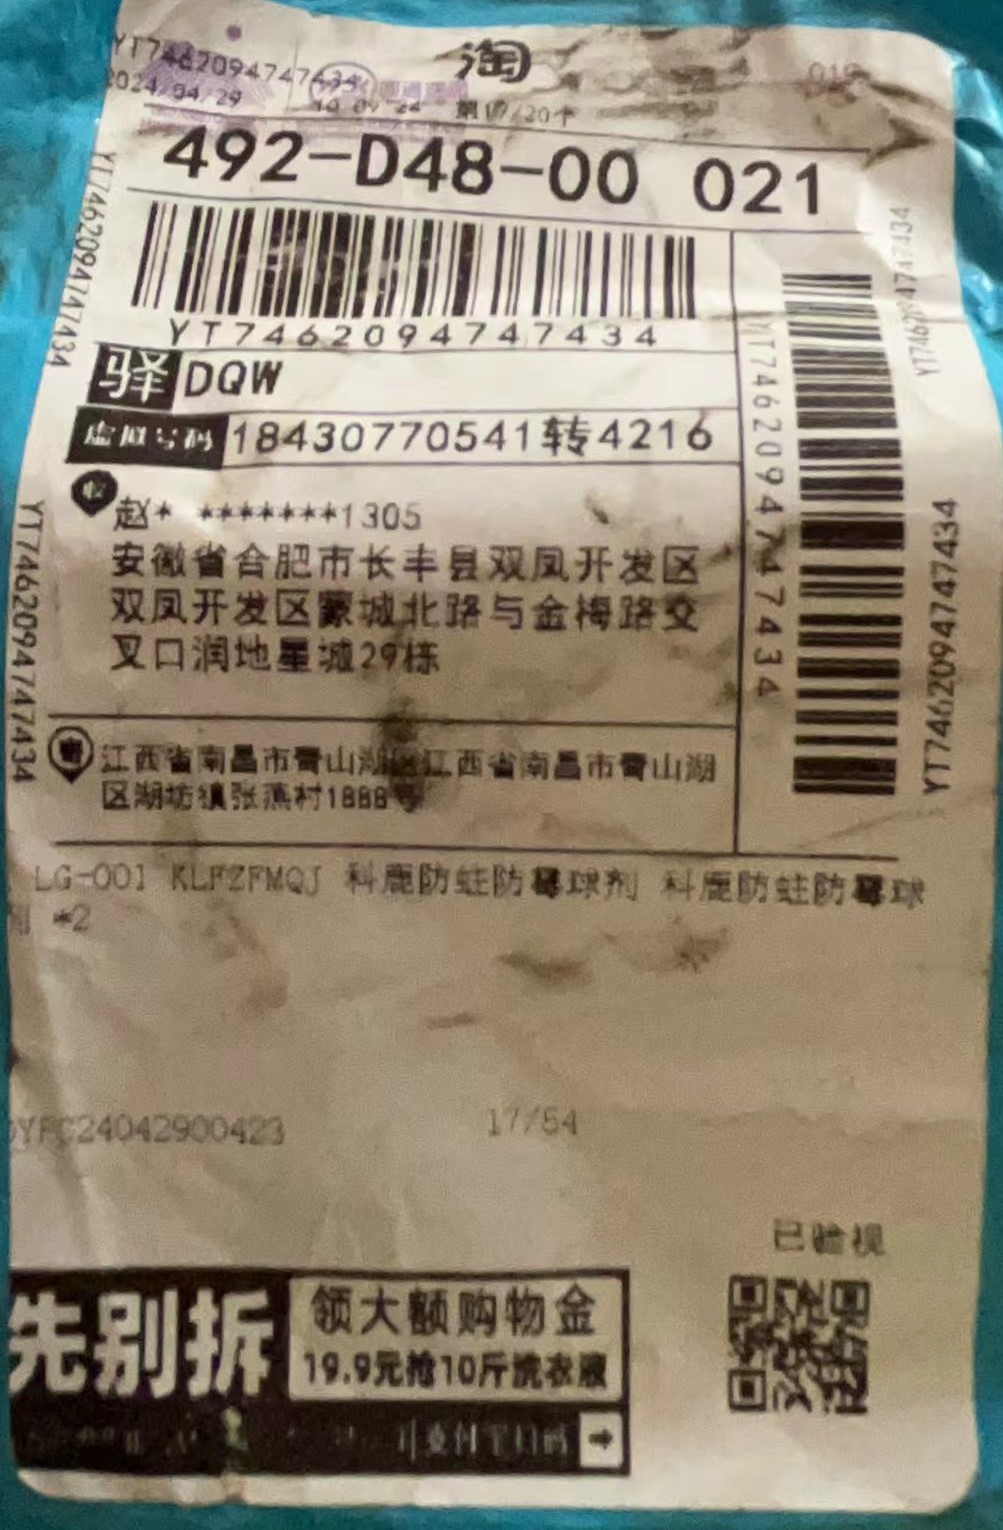 淘
YT7462094747434
2024/04/29
第17/20个
492-D48-00 021
YT7462094747434
驿 DQW
虚拟号码 18430770541转4216
收 赵* *******1305
安徽省合肥市长丰县双凤开发区
双凤开发区蒙城北路与金梅路交
叉口润地星城29栋
寄 江西省南昌市青山湖区江西省南昌市青山湖
区湖坊镇张燕村1888号
YT7462094747434
YT7462094747434
YT7462094747434
YT7462094747434
YT7462094747434
LG-001 KLFZFMQJ 科鹿防蛀防霉球剂 科鹿防蛀防霉球
剂 *2
YFC24042900423
17/54
已验视
先别拆
领大额购物金
19.9元抢10斤洗衣液
支付宝扫码